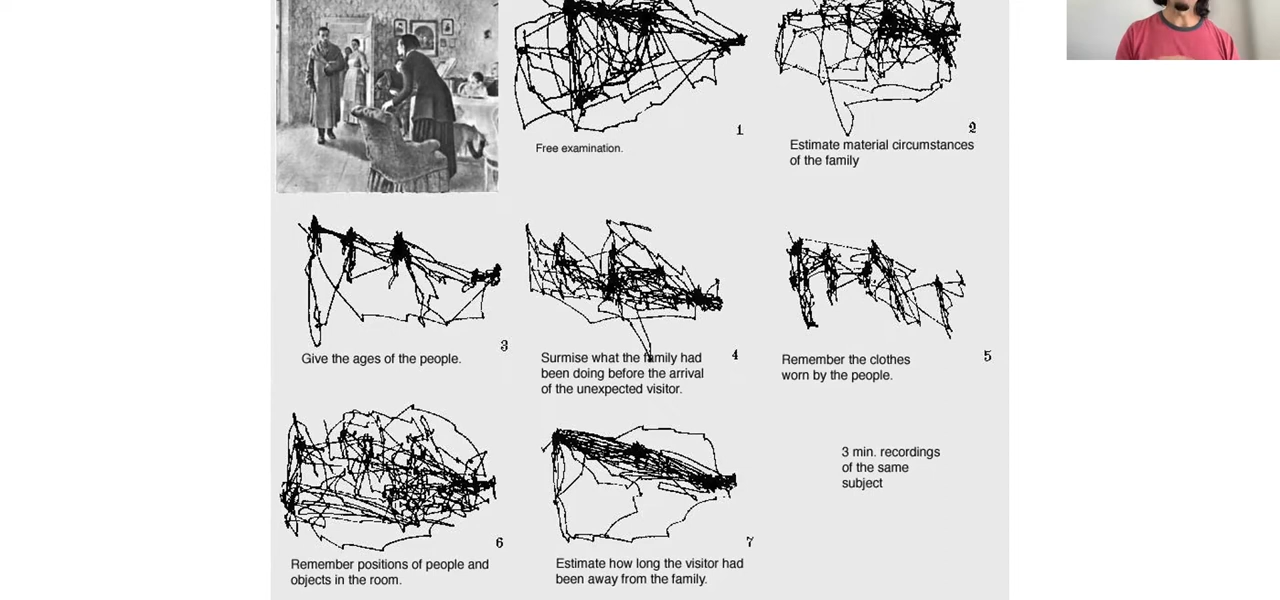 1
Free examination.
2
Estimate material circumstances
of the family
3
Give the ages of the people.
4
Surmise what the family had
been doing before the arrival
of the unexpected visitor.
5
Remember the clothes
worn by the people.
6
Remember positions of people and
objects in the room.
7
Estimate how long the visitor had
been away from the family.
3 min. recordings
of the same
subject